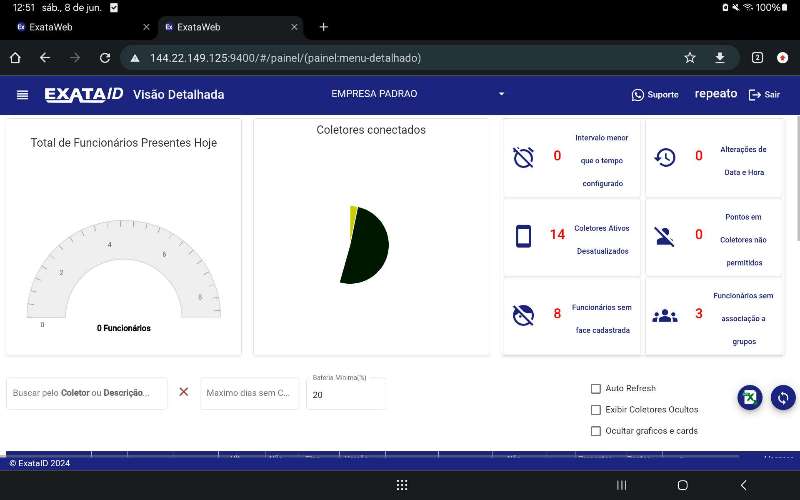 12:51 sáb., 8 de jun.
100%
ExataWeb
ExataWeb
144.22.149.125:9400/#/painel/(painel:menu-detalhado)
2
EXATA ID
Visão Detalhada
EMPRESA PADRAO
Suporte
repeato
Sair
Total de Funcionários Presentes Hoje
0
2
4
6
8
0 Funcionários
Coletores conectados
0
Intervelo menor
que o tempo
configurado
0
Alterações de
Data e Hora
14
Coletores Ativos
Desatualizados
0
Pontos em
Coletores não
permitidos
8
Funcionários sem
face cadastrada
3
Funcionários sem
associação a
grupos
Buscar pelo Coletor ou Descrição...
Maximo dias sem C...
Bateria Minima(%)
20
Auto Refresh
Exibir Coletores Ocultos
Ocultar graficos e cards
© ExataID 2024